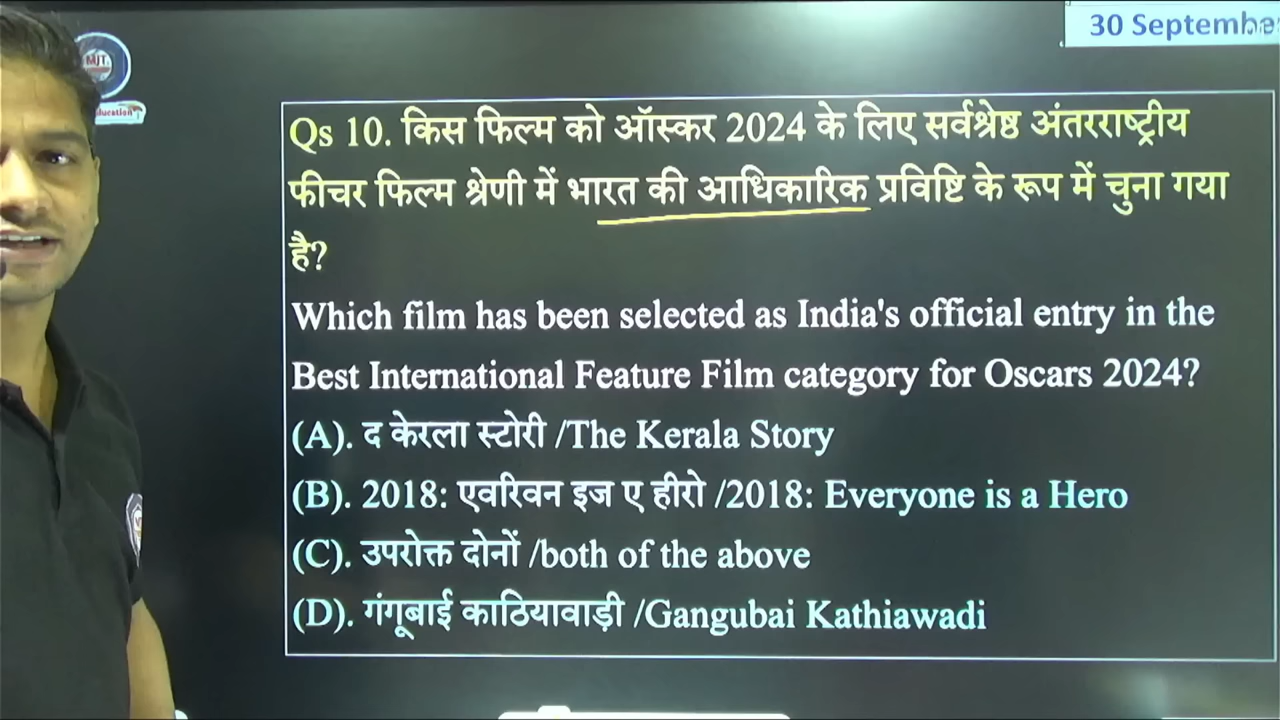 30 Septembe
MJT
ducation
Qs 10. किस फिल्म को ऑस्कर 2024 के लिए सर्वश्रेष्ठ अंतरराष्ट्रीय
फीचर फिल्म श्रेणी में भारत की आधिकारिक प्रविष्टि के रूप में चुना गया
है?
Which film has been selected as India's official entry in the
Best International Feature Film category for Oscars 2024?
(A). द केरला स्टोरी /The Kerala Story
(B). 2018: एवरिवन इज ए हीरो /2018: Everyone is a Hero
(C). उपरोक्त दोनों /both of the above
(D). गंगूबाई काठियावाड़ी /Gangubai Kathiawadi